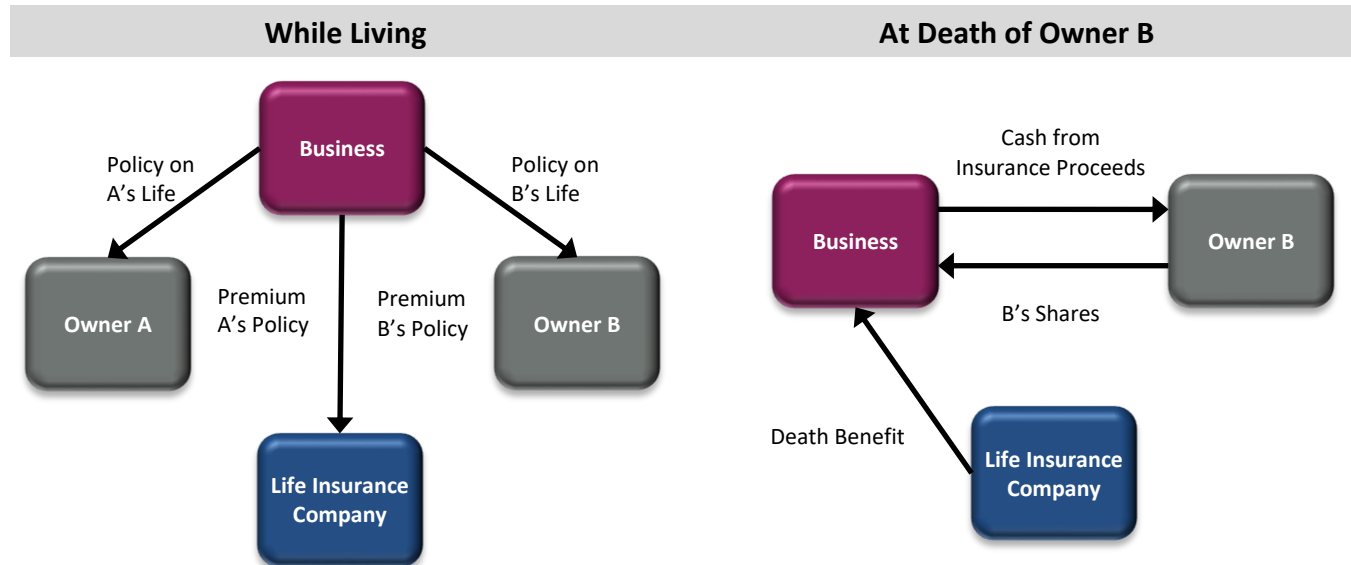 While Living
Business
Policy on
A’s Life
Policy on
B’s Life
Owner A
Premium
A’s Policy
Premium
B’s Policy
Owner B
Life Insurance
Company
At Death of Owner B
Cash from
Insurance Proceeds
Business
Owner B
B’s Shares
Death Benefit
Life Insurance
Company